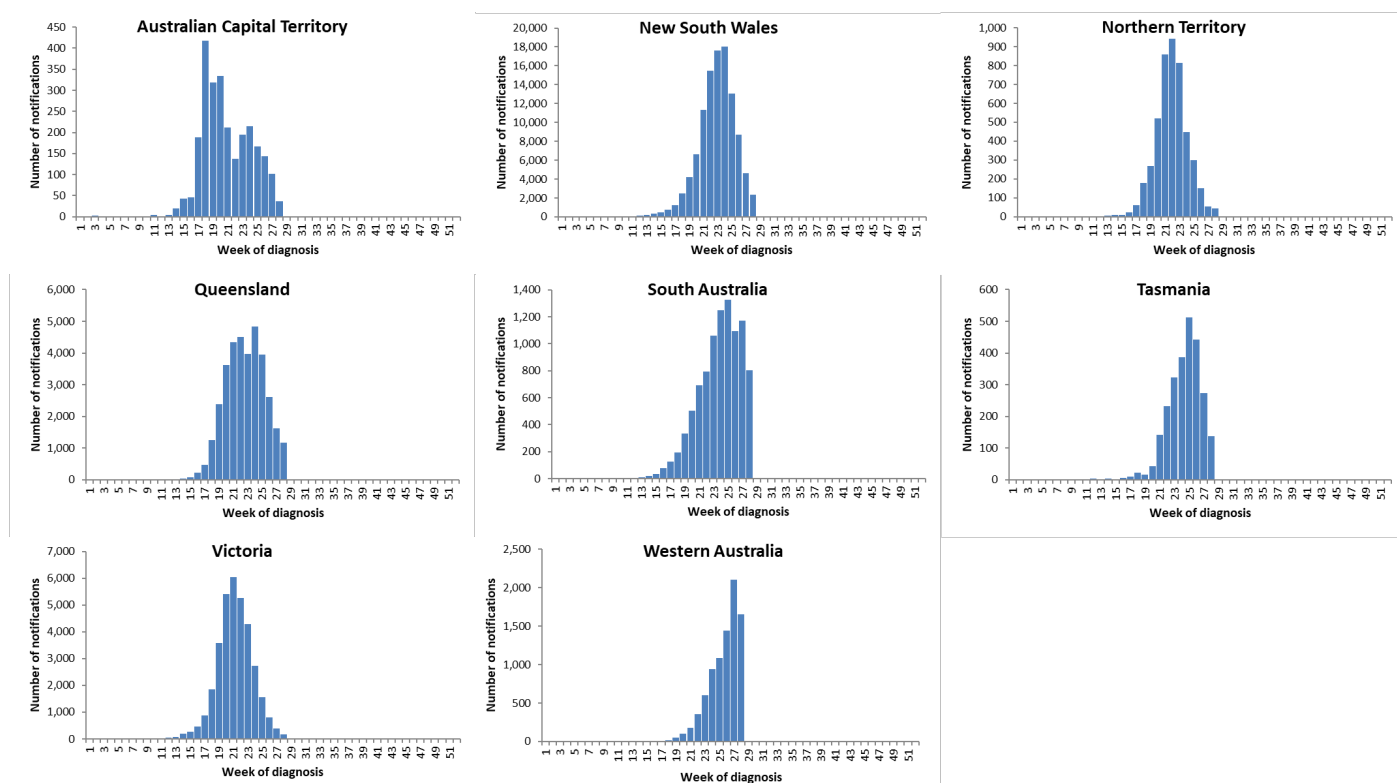 Australian Capital Territory
Number of notifications
450
400
350
300
250
200
150
100
50
0
1 3 5 7 9 11 13 15 17 19 21 23 25 27 29 31 33 35 37 39 41 43 45 47 49 51
Week of diagnosis
New South Wales
Number of notifications
20,000
18,000
16,000
14,000
12,000
10,000
8,000
6,000
4,000
2,000
0
1 3 5 7 9 11 13 15 17 19 21 23 25 27 29 31 33 35 37 39 41 43 45 47 49 51
Week of diagnosis
Northern Territory
Number of notifications
1,000
900
800
700
600
500
400
300
200
100
0
1 3 5 7 9 11 13 15 17 19 21 23 25 27 29 31 33 35 37 39 41 43 45 47 49 51
Week of diagnosis
Queensland
Number of notifications
6,000
5,000
4,000
3,000
2,000
1,000
0
1 3 5 7 9 11 13 15 17 19 21 23 25 27 29 31 33 35 37 39 41 43 45 47 49 51
Week of diagnosis
South Australia
Number of notifications
1,400
1,200
1,000
800
600
400
200
0
1 3 5 7 9 11 13 15 17 19 21 23 25 27 29 31 33 35 37 39 41 43 45 47 49 51
Week of diagnosis
Tasmania
Number of notifications
600
500
400
300
200
100
0
1 3 5 7 9 11 13 15 17 19 21 23 25 27 29 31 33 35 37 39 41 43 45 47 49 51
Week of diagnosis
Victoria
Number of notifications
7,000
6,000
5,000
4,000
3,000
2,000
1,000
0
1 3 5 7 9 11 13 15 17 19 21 23 25 27 29 31 33 35 37 39 41 43 45 47 49 51
Week of diagnosis
Western Australia
Number of notifications
2,500
2,000
1,500
1,000
500
0
1 3 5 7 9 11 13 15 17 19 21 23 25 27 29 31 33 35 37 39 41 43 45 47 49 51
Week of diagnosis